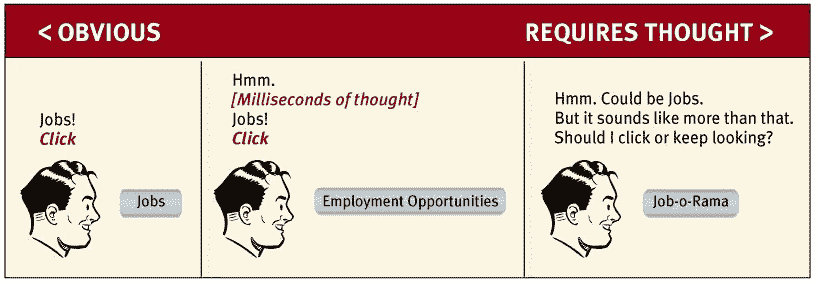 < OBVIOUS
REQUIRES THOUGHT >
Jobs!
Click
Jobs
Hmm.
[Milliseconds of thought]
Jobs!
Click
Employment Opportunities
Hmm. Could be Jobs.
But it sounds like more than that.
Should I click or keep looking?
Job-o-Rama